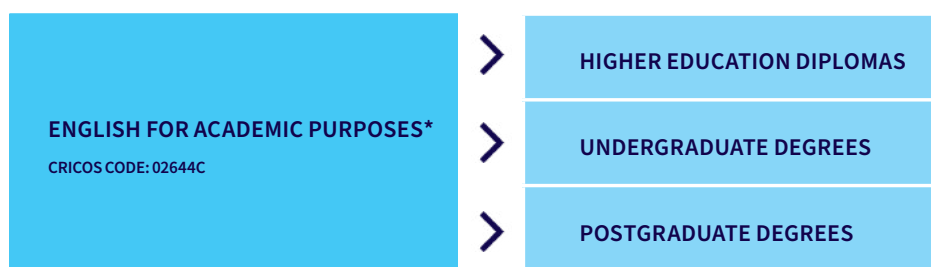 ENGLISH FOR ACADEMIC PURPOSES*
CRICOS CODE: 02644C
HIGHER EDUCATION DIPLOMAS
UNDERGRADUATE DEGREES
POSTGRADUATE DEGREES